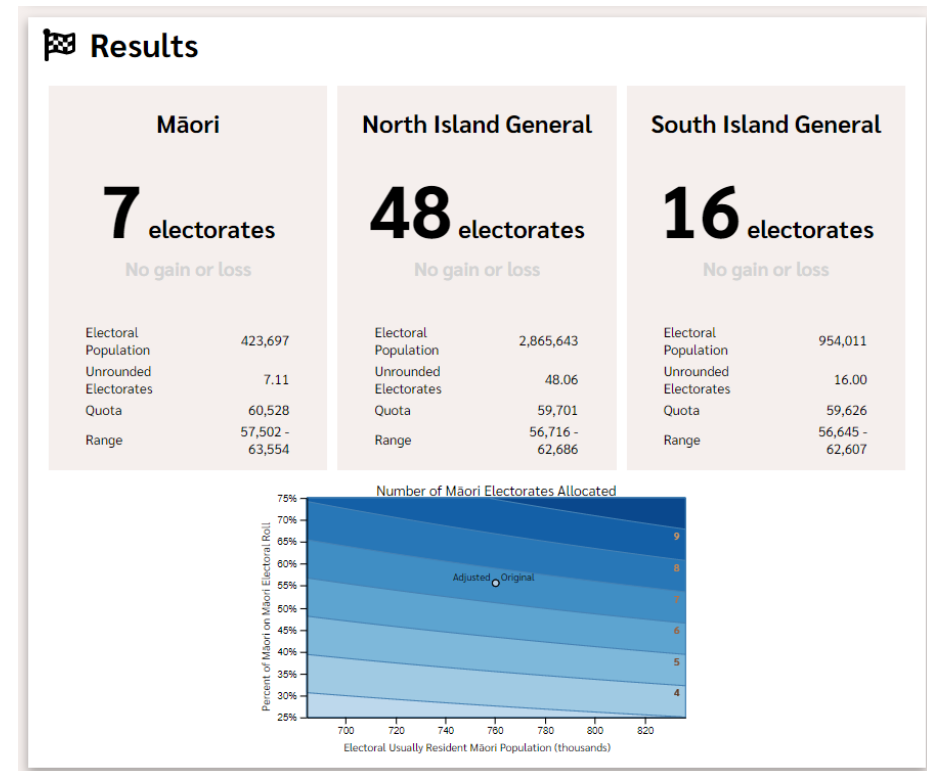 Results
Māori
7 electorates
No gain or loss
Electoral
Population
423,697
Unrounded
Electorates
7.11
Quota
60,528
Range
57,502 -
63,554
North Island General
48 electorates
No gain or loss
Electoral
Population
2,865,643
Unrounded
Electorates
48.06
Quota
59,701
Range
56,716 -
62,686
South Island General
16 electorates
No gain or loss
Electoral
Population
954,011
Unrounded
Electorates
16.00
Quota
59,626
Range
56,645 -
62,607
Number of Māori Electorates Allocated
Percent of Māori on Māori Electoral Roll
75%
70%
65%
60%
55%
50%
45%
40%
35%
30%
25%
Adjusted Original
9
8
7
6
5
4
700 720 740 760 780 800 820
Electoral Usually Resident Māori Population (thousands)